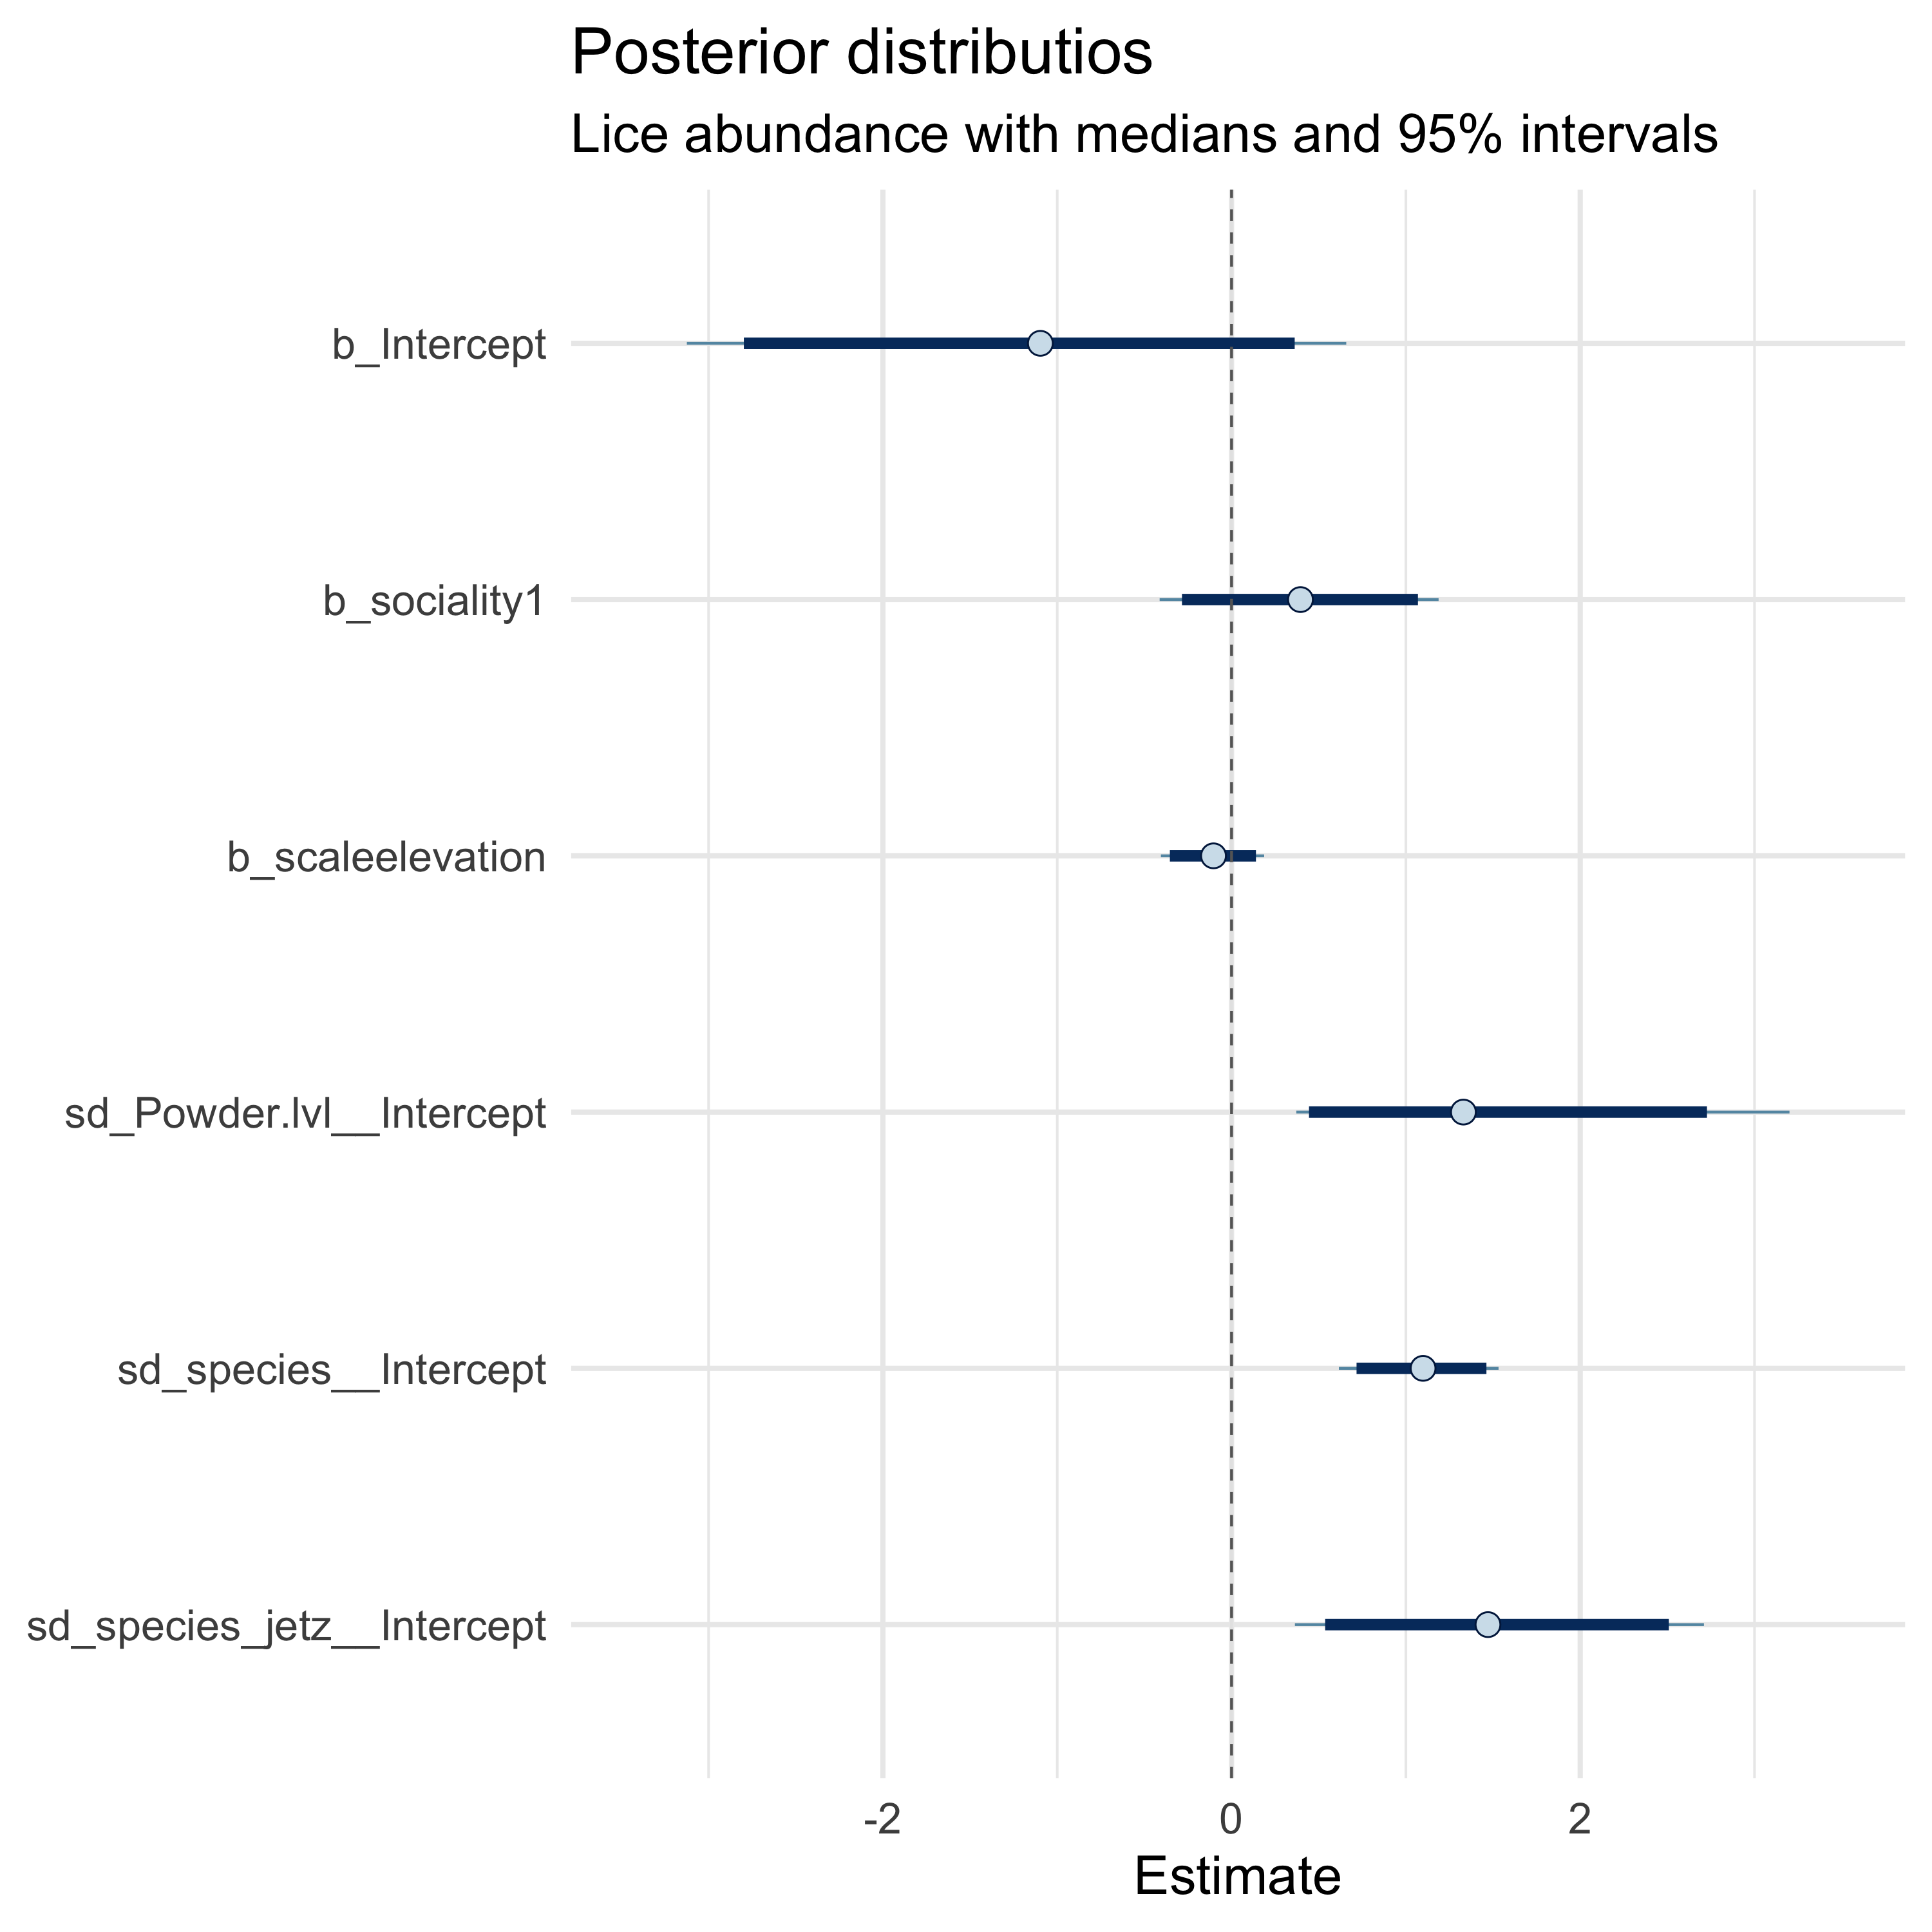 Posterior distributios
Lice abundance with medians and 95% intervals
b_Intercept
b_sociality1
b_scaleelevation
sd_Powder.lvl__Intercept
sd_species__Intercept
sd_species_jetz__Intercept
-2 0 2
Estimate